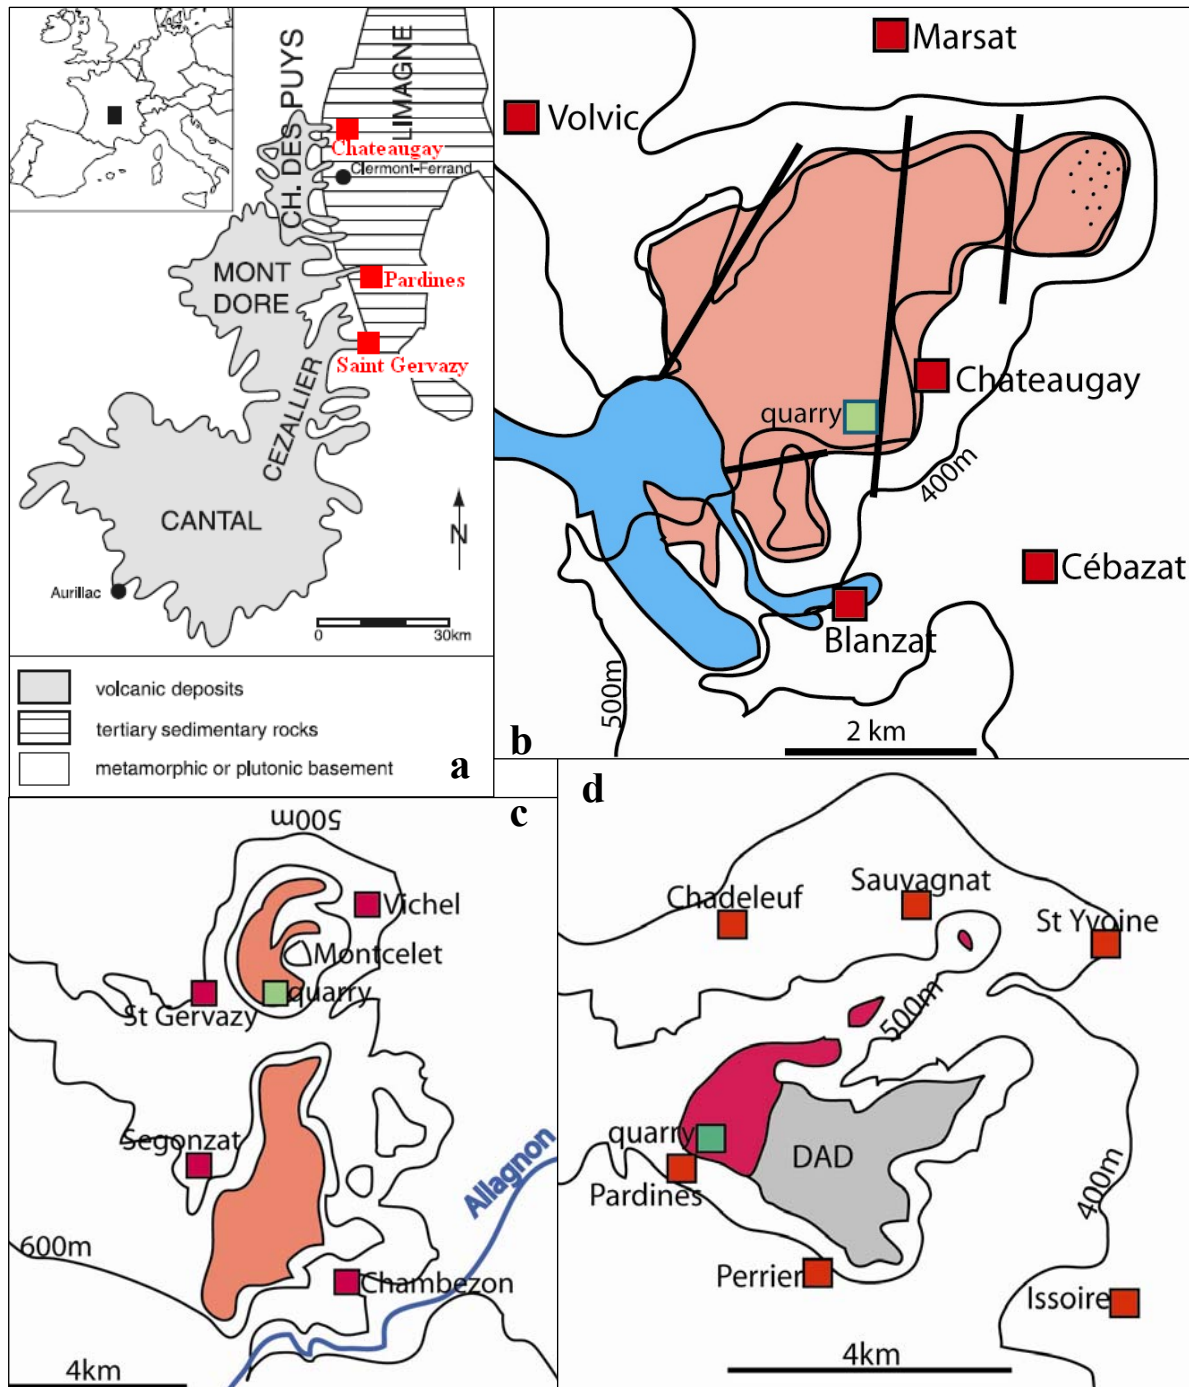 CH. DES PUYS
LIMAGNE
Chateaugay
Clermont-Ferrand
MONT
DORE
Pardines
Saint Gervazy
CEZALLIER
CANTAL
N
Aurillac
0
30km
volcanic deposits
tertiary sedimentary rocks
metamorphic or plutonic basement
a
Marsat
Volvic
Chateaugay
quarry
400m
Cébazat
Blanzat
500m
2 km
b
c
500m
Vichel
Montcelet
quarry
St Gervazy
Segonzat
Allagnon
600m
Chambezon
4km
d
Sauvagnat
Chadeleuf
St Yvoine
500m
quarry
DAD
Pardines
400m
Perrier
Issoire
4km